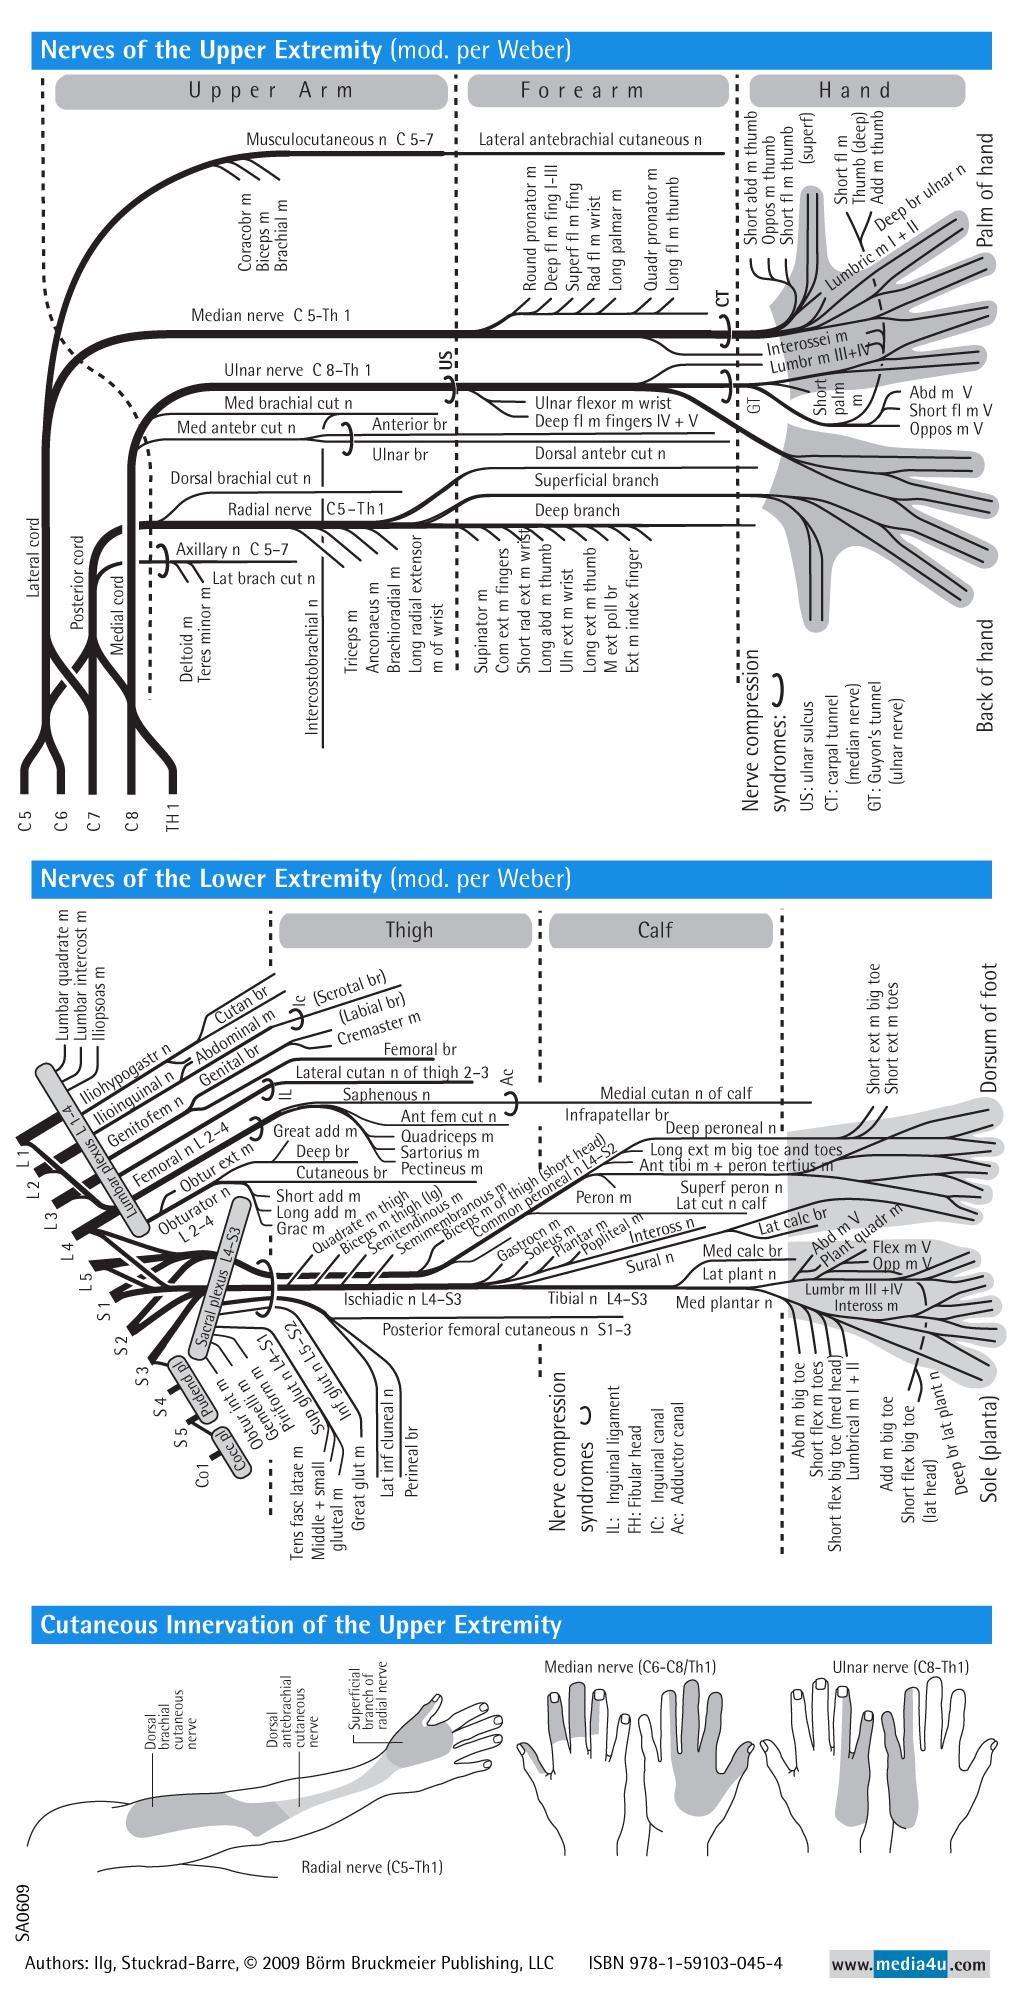 Nerves of the Upper Extremity (mod. per Weber)
Upper Arm
Forearm
Hand
Musculocutaneous n C 5-7
Lateral antebrachial cutaneous n
Coracobr m
Biceps m
Brachial m
Round pronator m
Deep fl m fing I-III
Superf fl m fing
Rad fl m wrist
Long palmar m
Quadr pronator m
Long fl m thumb
Short abd m thumb
Oppos m thumb
Short fl m thumb
(superf)
Short fl m
Thumb (deep)
Add m thumb
Deep br ulnar n
Lumbric m I + II
Palm of hand
Median nerve C 5-Th 1
CT
Interossei m
Lumbr m III+IV
Ulnar nerve C 8-Th 1
US
GT
Short
palm
m
Abd m V
Short fl m V
Oppos m V
Med brachial cut n
Ulnar flexor m wrist
Deep fl m fingers IV + V
Med antebr cut n
Anterior br
Ulnar br
Dorsal antebr cut n
Dorsal brachial cut n
Superficial branch
Radial nerve C5-Th1
Deep branch
Axillary n C 5-7
Lat brach cut n
Deltoid m
Teres minor m
Intercostobrachial n
Triceps m
Anconaeus m
Brachioradial m
Long radial extensor
m of wrist
Supinator m
Com ext m fingers
Short rad ext m wrist
Long abd m thumb
Uln ext m wrist
Long ext m thumb
M ext poll br
Ext m index finger
Lateral cord
Posterior cord
Medial cord
C 5
C 6
C 7
C 8
TH 1
Nerve compression
syndromes:
US: ulnar sulcus
CT: carpal tunnel
(median nerve)
GT: Guyon's tunnel
(ulnar nerve)
Back of hand
Nerves of the Lower Extremity (mod. per Weber)
Thigh
Calf
Lumbar quadrate m
Lumbar intercost m
Iliopsoas m
Iliohypogastr n
Cutan br
Ilioinguinal n
Abdominal m
Ic
(Scrotal br)
(Labial br)
Genitofem n
Genital br
Cremaster m
Femoral br
Lateral cutan n of thigh 2-3
IL
Femoral n L 2-4
Saphenous n
Ac
Medial cutan n of calf
Infrapatellar br
Ant fem cut n
Quadriceps m
Sartorius m
Pectineus m
Obtur ext m
Great add m
Deep br
Cutaneous br
Obturator n
L 2-4
Short add m
Long add m
Grac m
Lumbar plexus L 1-4
Sacral plexus L4-S3
Pudend pl
Cocc pl
L 1
L 2
L 3
L 4
L 5
S 1
S 2
S 3
S 4
S 5
Co1
Quadrate m thigh
Biceps m thigh (lg)
Semitendinous m
Semimembranous m
Biceps m of thigh (short head)
Common peroneal n L4-S2
Deep peroneal n
Long ext m big toe and toes
Ant tibi m + peron tertius m
Peron m
Superf peron n
Lat cut n calf
Short ext m big toe
Short ext m toes
Dorsum of foot
Gastrocn m
Soleus m
Plantar m
Popliteal m
Inteross n
Sural n
Lat calc br
Med calc br
Lat plant n
Med plantar n
Abd m V
Plant quadr m
Flex m V
Opp m V
Lumbr m III +IV
Inteross m
Ischiadic n L4-S3
Tibial n L4-S3
Posterior femoral cutaneous n S1-3
Obtur int m
Gemelli m
Piriform m
Sup glut n L4-S1
Inf glut n L5-S2
Tens fasc latae m
Middle + small
gluteal m
Great glut m
Lat inf cluneal n
Perineal br
Nerve compression
syndromes
IL: Inguinal ligament
FH: Fibular head
IC: Inguinal canal
Ac: Adductor canal
Abd m big toe
Short flex m toes
Short flex big toe (med head)
Lumbrical m I + II
Add m big toe
Short flex big toe
(lat head)
Deep br lat plant n
Sole (planta)
Cutaneous Innervation of the Upper Extremity
Dorsal
brachial
cutaneous
nerve
Dorsal
antebrachial
cutaneous
nerve
Superficial
branch of
radial nerve
Median nerve (C6-C8/Th1)
Ulnar nerve (C8-Th1)
Radial nerve (C5-Th1)
SA0609
Authors: Ilg, Stuckrad-Barre, © 2009 Börm Bruckmeier Publishing, LLC ISBN 978-1-59103-045-4
www.media4u.com